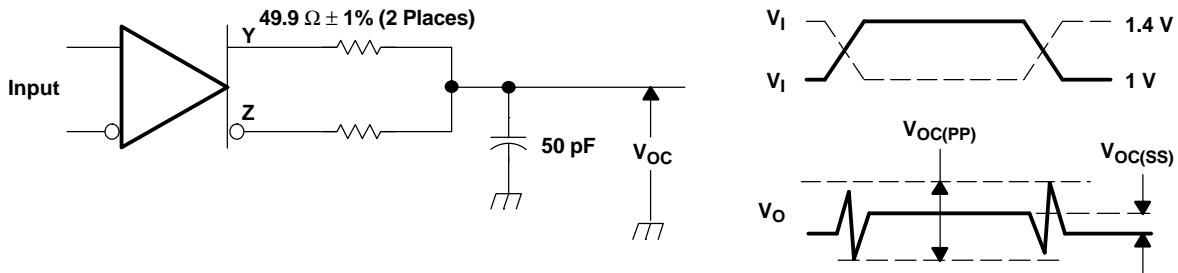 49.9 Ω ± 1% (2 Places)
Y
Input
Z
50 pF
VOC
VI
1.4 V
VI
1 V
VOC(PP)
VOC(SS)
VO